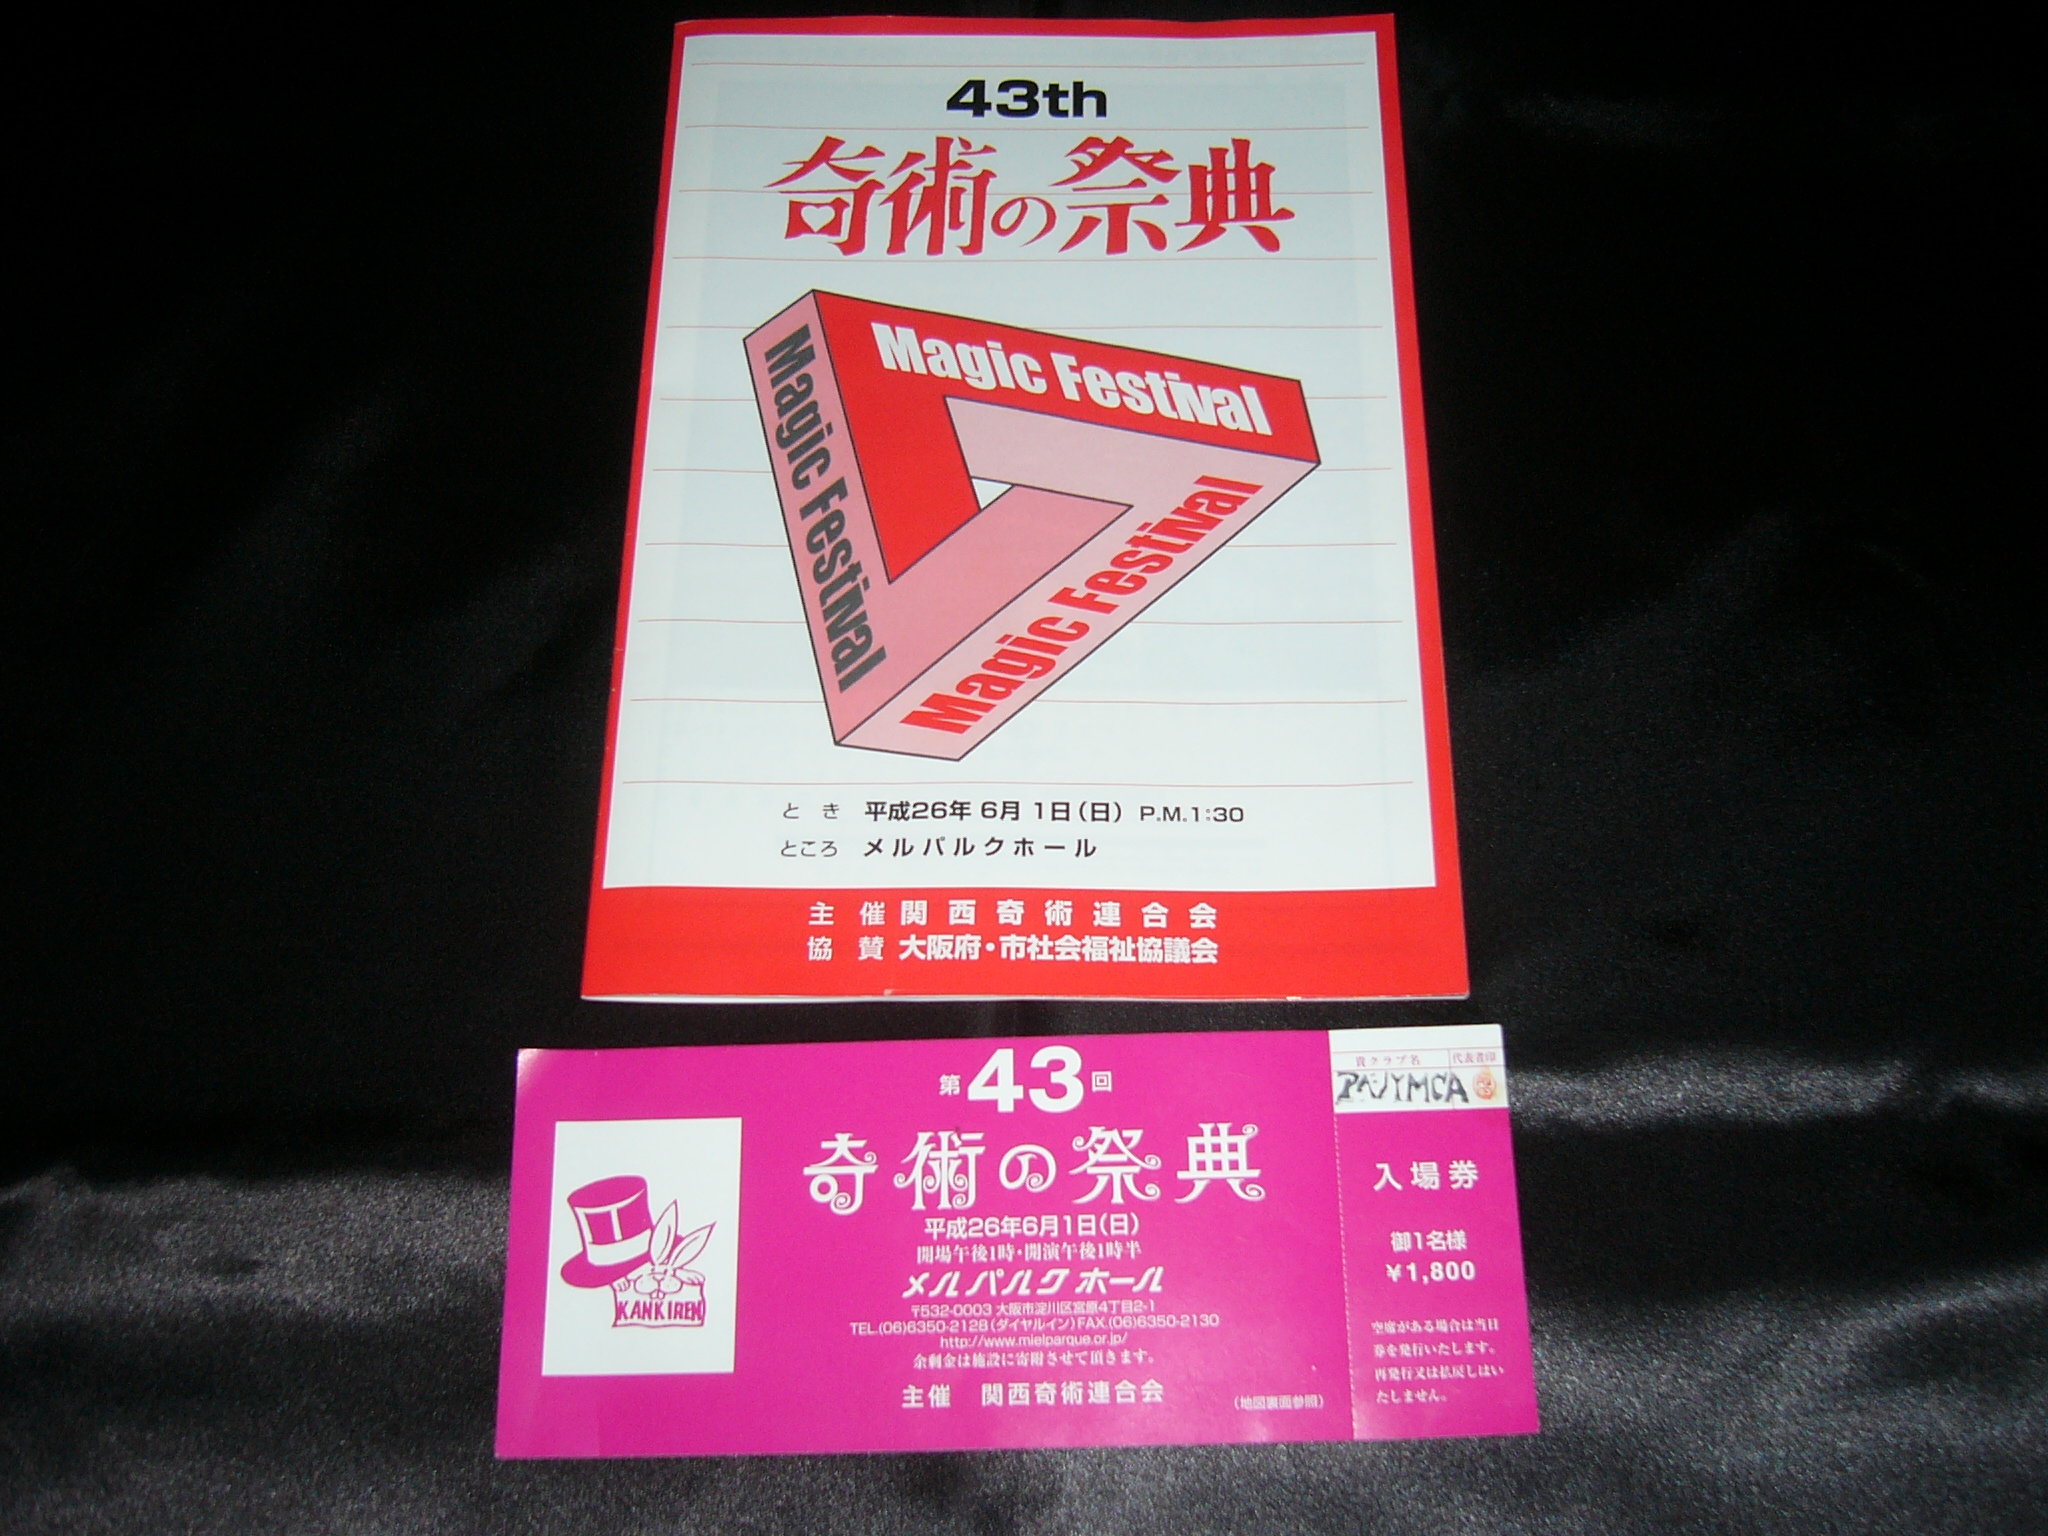 43th
奇術の祭典
Magic Festival
Magic Festival
Magic Festival
とき 平成26年 6月 1日(日) P.M.1:30
ところ メルパルクホール
主催 関西奇術連合会
協賛 大阪府・市社会福祉協議会
第43回
奇術の祭典
平成26年6月1日(日)
開場午後1時・開演午後1時半
メルパルクホール
〒532-0003 大阪市淀川区宮原4丁目2-1
TEL.(06)6350-2128(ダイヤルイン)FAX.(06)6350-2130
http://www.mielparque.or.jp/
余剰金は施設に寄附させて頂きます。
主催 関西奇術連合会
(地図裏面参照)
KANKIREN
貴クラブ名 代表者印
YMCA
入場券
御1名様
￥1,800
空席がある場合は当日
券を発行いたします。
再発行又は払戻しはい
たしません。